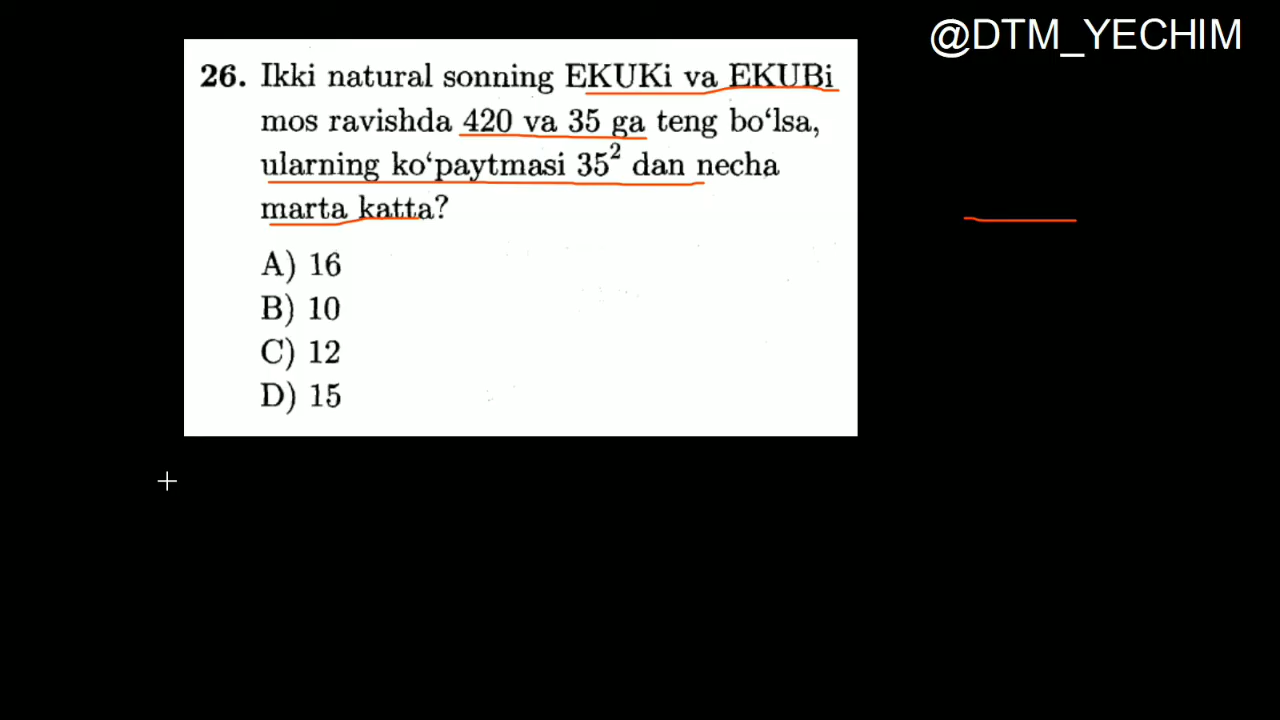 @DTM_YECHIM
26. Ikki natural sonning EKUKi va EKUBi
mos ravishda 420 va 35 ga teng bo‘lsa,
ularning ko‘paytmasi 35² dan necha
marta katta?
A) 16
B) 10
C) 12
D) 15